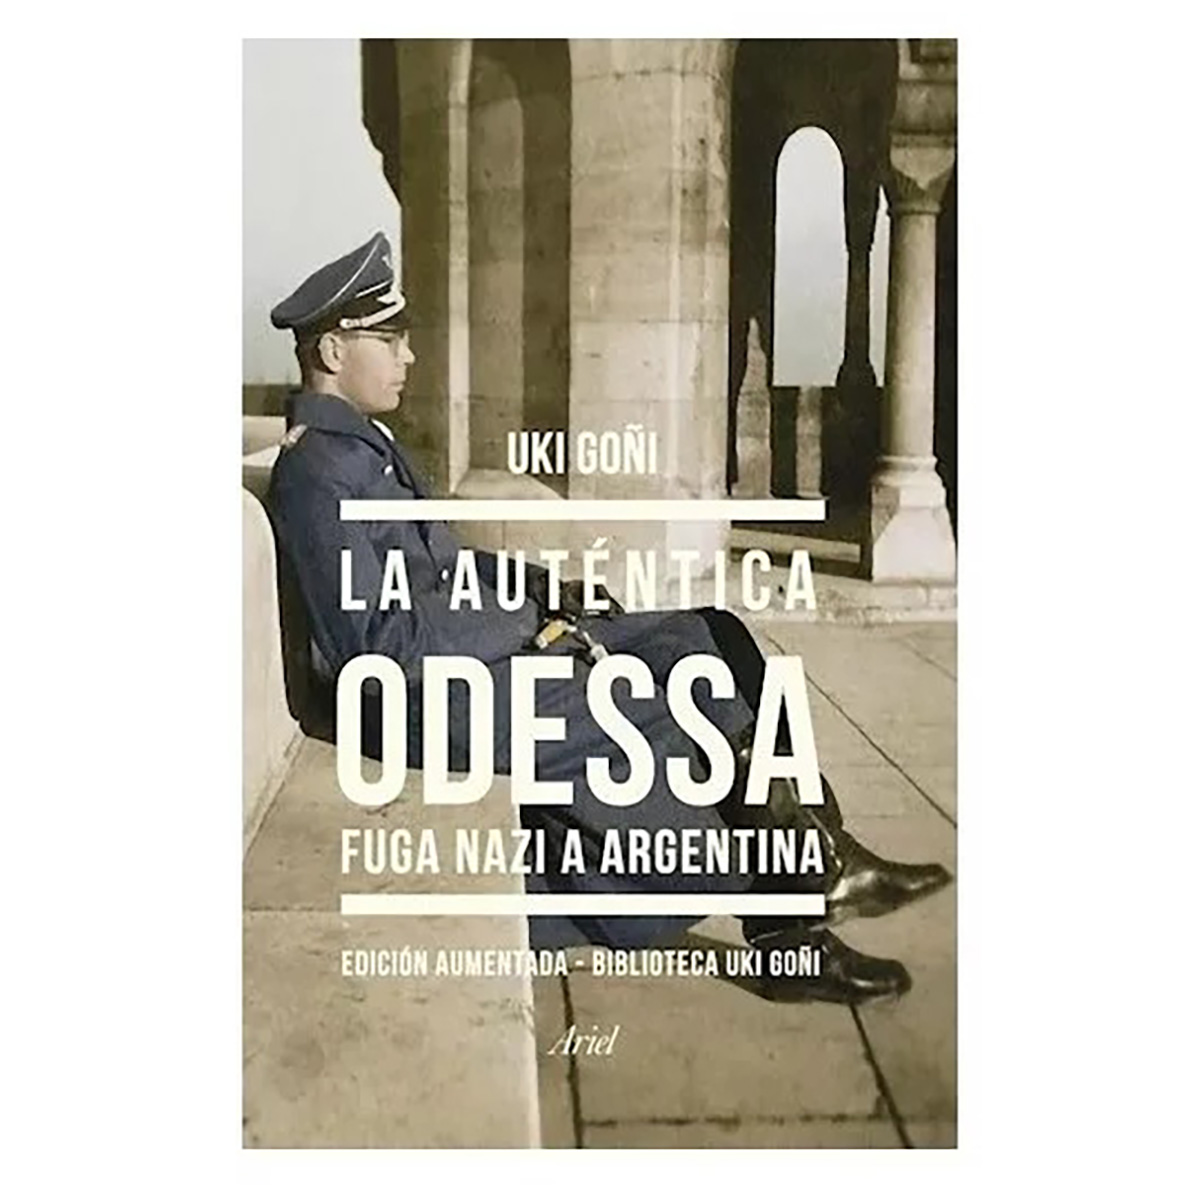 UKI GOÑI
LA AUTÉNTICA
ODESSA
FUGA NAZI A ARGENTINA
EDICIÓN AUMENTADA - BIBLIOTECA UKI GOÑI
Ariel